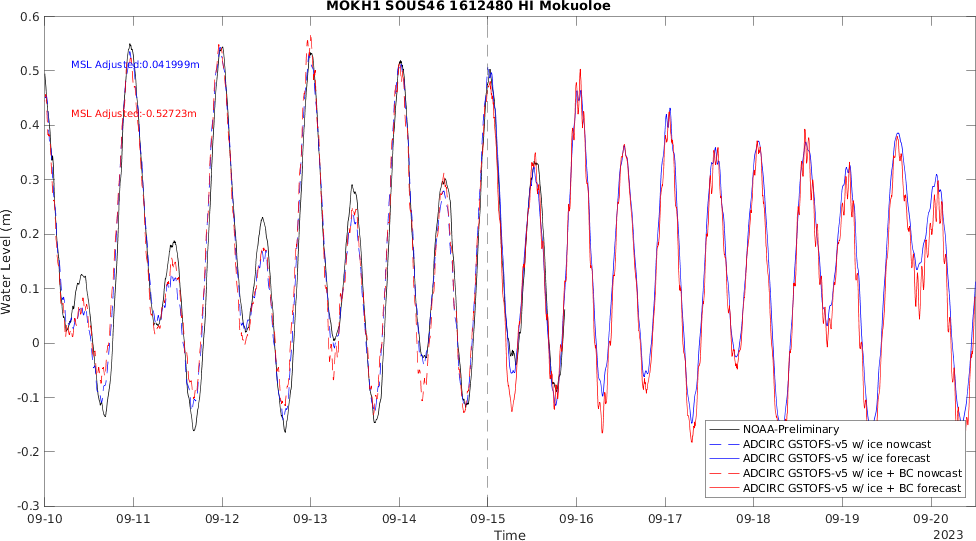 MOKH1 SOUS46 1612480 HI Mokuoloe
0.6
0.5
0.4
0.3
0.2
0.1
0
-0.1
-0.2
-0.3
Water Level (m)
MSL Adjusted:0.041999m
MSL Adjusted:-0.52723m
NOAA-Preliminary
ADCIRC GSTOFS-v5 w/ ice nowcast
ADCIRC GSTOFS-v5 w/ ice forecast
ADCIRC GSTOFS-v5 w/ ice + BC nowcast
ADCIRC GSTOFS-v5 w/ ice + BC forecast
09-10 09-11 09-12 09-13 09-14 09-15 09-16 09-17 09-18 09-19 09-20
Time
2023